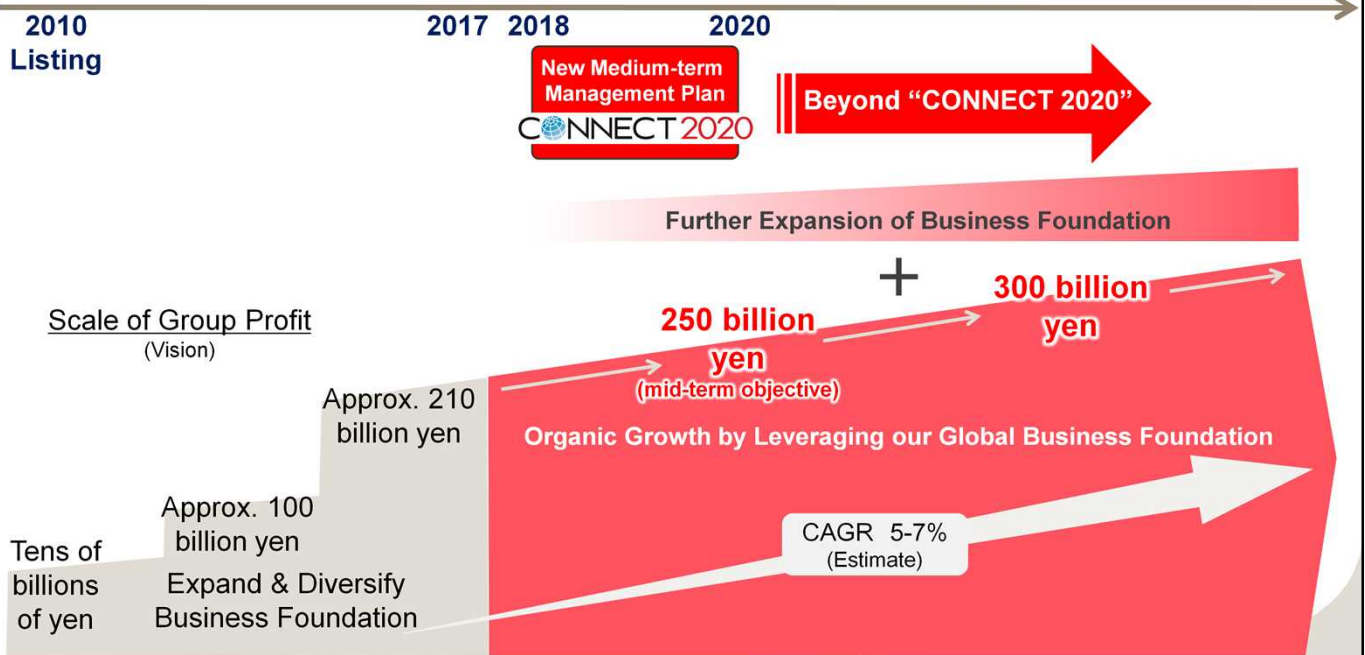 2010
Listing
2017
2018
2020
New Medium-term
Management Plan
CONNECT 2020
Beyond “CONNECT 2020”
Further Expansion of Business Foundation
+
Scale of Group Profit
(Vision)
250 billion
yen
(mid-term objective)
300 billion
yen
Approx. 210
billion yen
Organic Growth by Leveraging our Global Business Foundation
Approx. 100
billion yen
Tens of
billions
of yen
Expand & Diversify
Business Foundation
CAGR 5-7%
(Estimate)